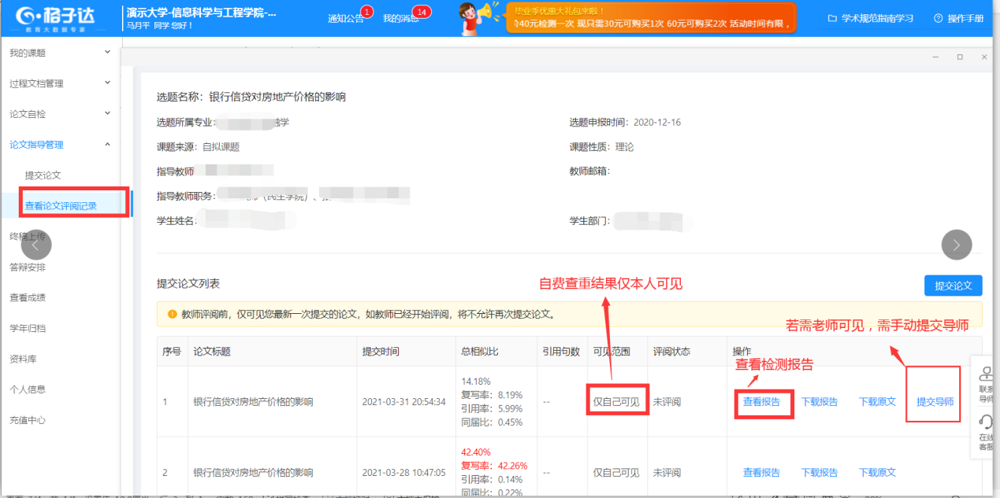 格子达
教育大数据专家
演示大学-信息科学与工程学院-...
马月平 同学 您好！
通知公告 1
我的消息 14
毕业季优惠大礼包来啦！
140元检测一次 现只需30元可购买1次 60元可购买2次 活动时间有限，
学术规范指南学习
操作手册
我的课题
过程文档管理
论文自检
论文指导管理
提交论文
查看论文评阅记录
终稿上传
答辩安排
查看成绩
学年归档
资料库
个人信息
充值中心
选题名称：银行信贷对房地产价格的影响
选题所属专业：
选题申报时间：2020-12-16
课题来源：自拟课题
课题性质：理论
指导教师
教师邮箱：
指导教师职务：
（民生学院）、
学生姓名：
学生部门：
提交论文列表
自费查重结果仅本人可见
提交论文
教师评阅前，仅可见您最新一次提交的论文，如教师已经开始评阅，将不允许再次提交论文。
若需老师可见，需手动提交导师
序号 论文标题 提交时间 总相似比 引用句数 可见范围 评阅状态 操作
查看检测报告
1 银行信贷对房地产价格的影响 2021-03-31 20:54:34
14.18%
复写率：8.19%
引用率：5.99%
同届比：0.45%
-- 仅自己可见 未评阅 查看报告 下载报告 下载原文 提交导师
2 银行信贷对房地产价格的影响 2021-03-28 10:47:05
42.40%
复写率：42.26%
引用率：0.14%
同届比：0.22%
-- 仅自己可见 未评阅 查看报告 下载报告 下载原文
联系
导师
在线
客服